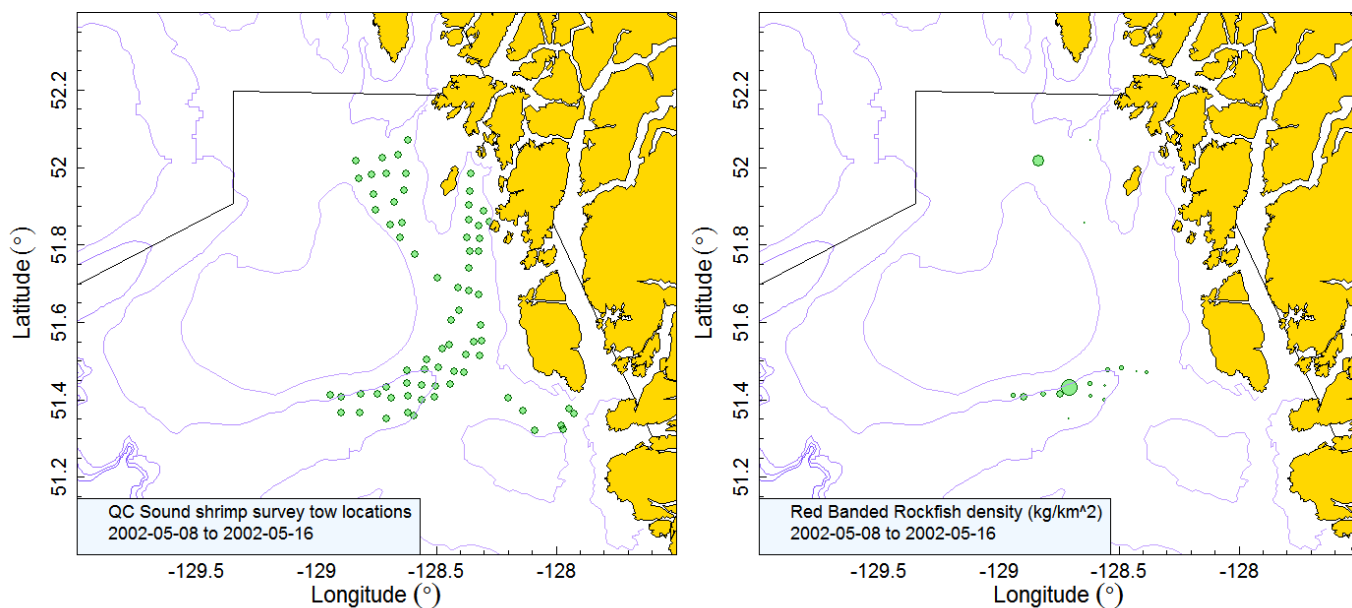 52.2
52
51.8
51.6
51.4
51.2
Latitude (°)
QC Sound shrimp survey tow locations
2002-05-08 to 2002-05-16
-129.5
-129
-128.5
-128
Longitude (°)
52.2
52
51.8
51.6
51.4
51.2
Latitude (°)
Red Banded Rockfish density (kg/km^2)
2002-05-08 to 2002-05-16
-129.5
-129
-128.5
-128
Longitude (°)